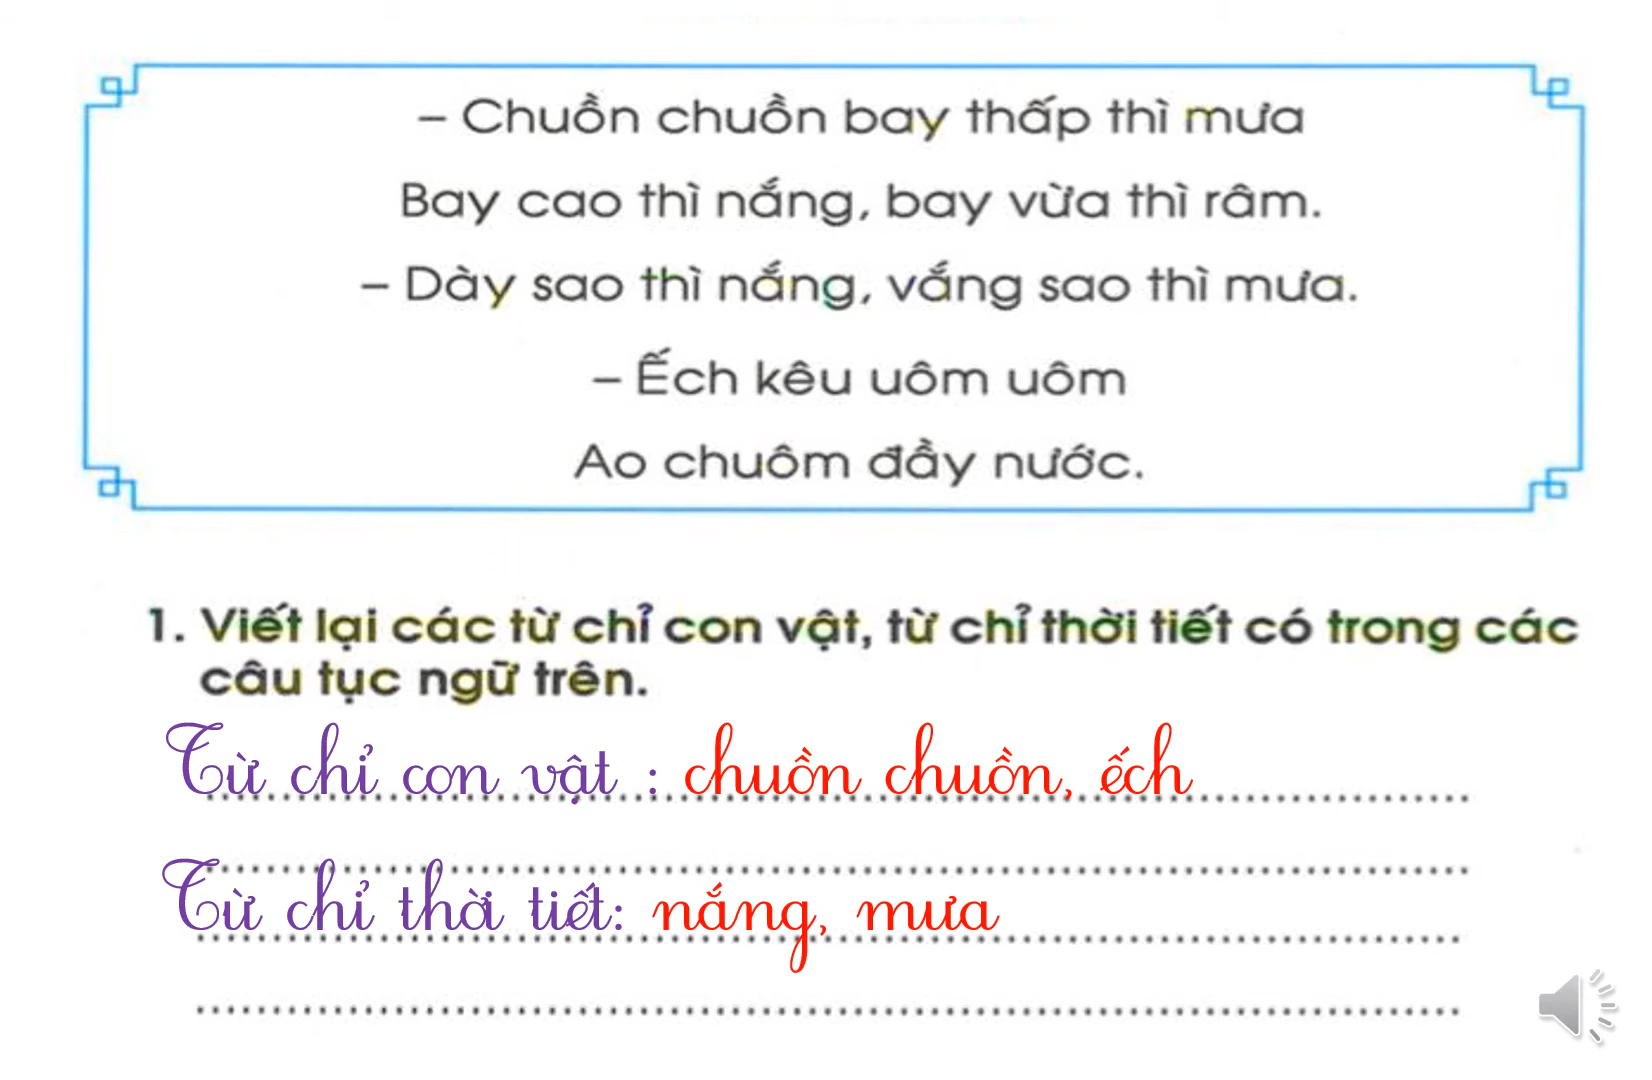 – Chuồn chuồn bay thấp thì mưa
Bay cao thì nắng, bay vừa thì râm.
– Dày sao thì nắng, vắng sao thì mưa.
– Ếch kêu uôm uôm
Ao chuôm đầy nước.
1. Viết lại các từ chỉ con vật, từ chỉ thời tiết có trong các
câu tục ngữ trên.
Từ chỉ con vật : chuồn chuồn, ếch
Từ chỉ thời tiết: nắng, mưa